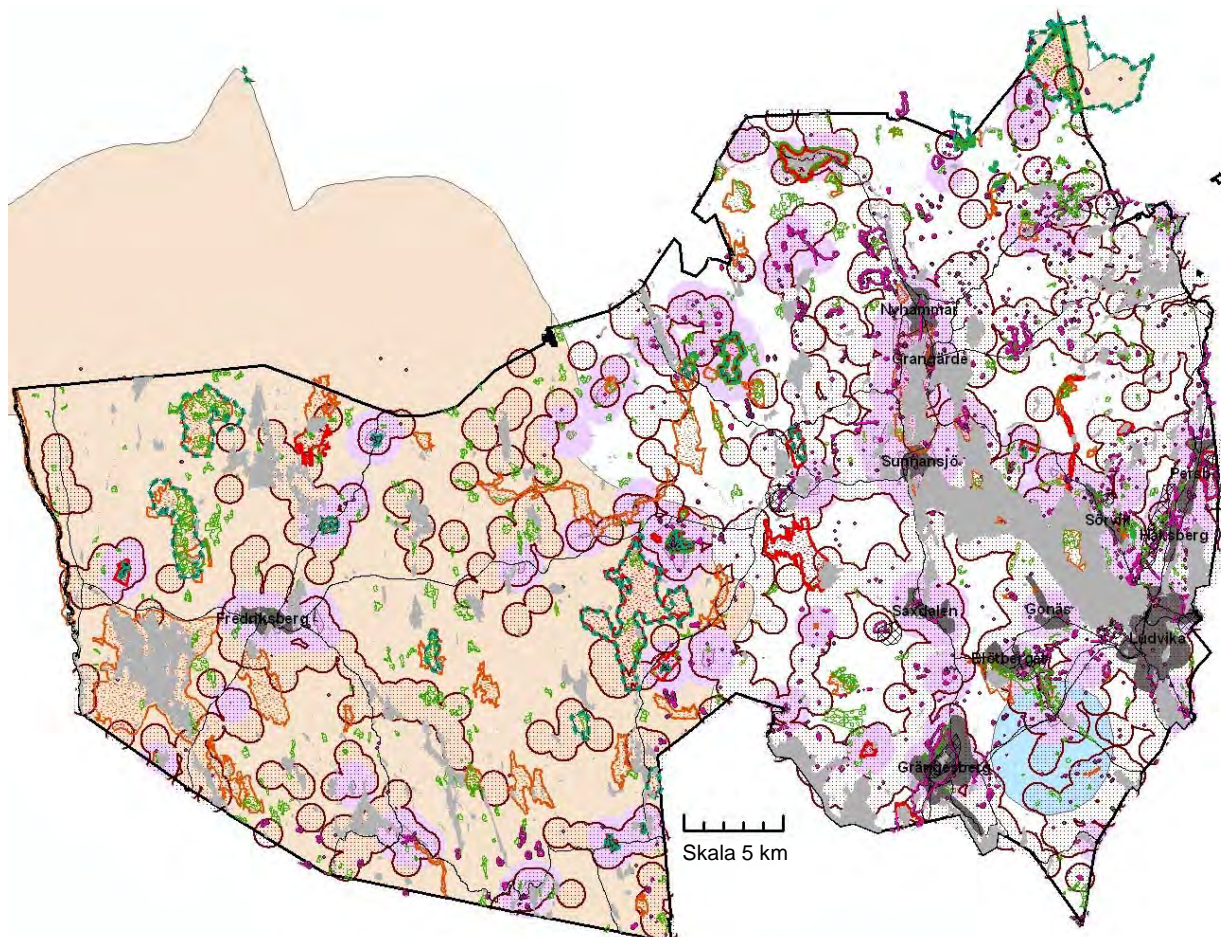 Nyhammar
Grangärde
Sunnansjö
Sörvik
Håksberg
Fredriksberg
Saxdalen
Gonäs
Ludvika
Blötberget
Grängesberg
Skala 5 km